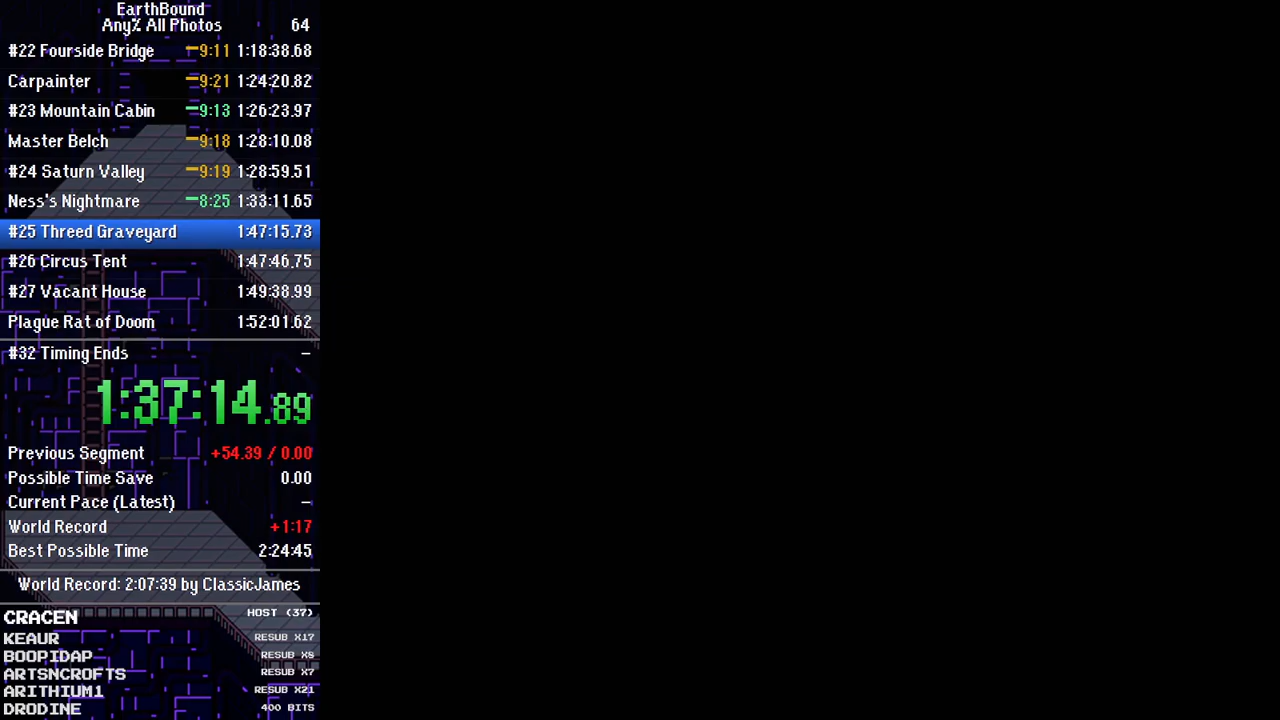 EarthBound
Any% All Photos 64
#22 Fourside Bridge -9:11 1:18:38.68
Carpainter -9:21 1:24:20.82
#23 Mountain Cabin -9:13 1:26:23.97
Master Belch -9:18 1:28:10.08
#24 Saturn Valley -9:19 1:28:59.51
Ness's Nightmare -8:25 1:33:11.65
#25 Threed Graveyard 1:47:15.73
#26 Circus Tent 1:47:46.75
#27 Vacant House 1:49:38.99
Plague Rat of Doom 1:52:01.62
#32 Timing Ends -
1:37:14.89
Previous Segment +54.39 / 0.00
Possible Time Save 0.00
Current Pace (Latest) -
World Record +1:17
Best Possible Time 2:24:45
World Record: 2:07:39 by ClassicJames
CRACEN HOST (37)
KEAUR RESUB X17
BOOPIDAP RESUB X8
ARTSNCROFTS RESUB X7
ARITHIUM1 RESUB X21
DRODINE 400 BITS